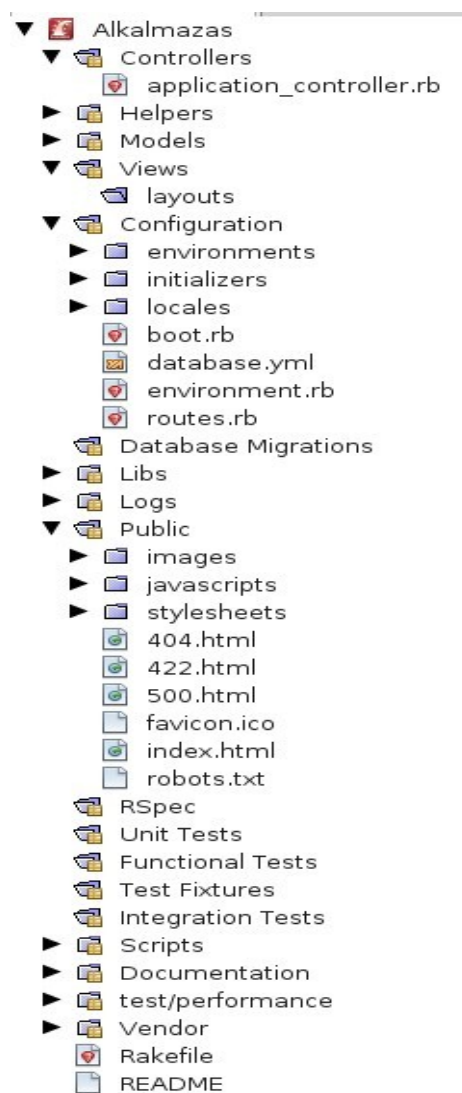 Alkalmazas
Controllers
application_controller.rb
Helpers
Models
Views
layouts
Configuration
environments
initializers
locales
boot.rb
database.yml
environment.rb
routes.rb
Database Migrations
Libs
Logs
Public
images
javascripts
stylesheets
404.html
422.html
500.html
favicon.ico
index.html
robots.txt
RSpec
Unit Tests
Functional Tests
Test Fixtures
Integration Tests
Scripts
Documentation
test/performance
Vendor
Rakefile
README